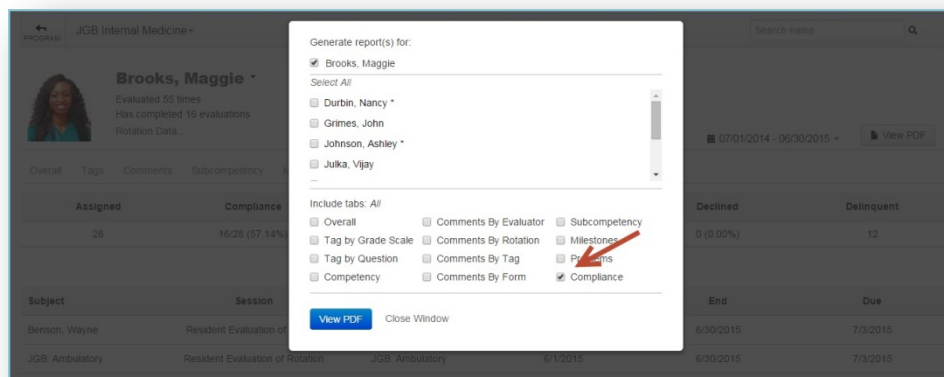 PROGRAM
JGB Internal Medicine
Search name
Brooks, Maggie
Evaluated 55 times
Has completed 16 evaluations
Rotation Data...
07/01/2014 - 06/30/2015
View PDF
Overall Tags Comments Subcompetency
Assigned Compliance Declined Delinquent
28 16/28 (57.14%) 0 (0.00%) 12
Subject Session End Due
Benson, Wayne Resident Evaluation of 6/30/2015 7/3/2015
JGB: Ambulatory Resident Evaluation of Rotation JGB: Ambulatory 6/1/2015 6/30/2015 7/3/2015
Generate report(s) for:
Brooks, Maggie
Select All
Durbin, Nancy *
Grimes, John
Johnson, Ashley *
Julka, Vijay
Include tabs: All
Overall Comments By Evaluator Subcompetency
Tag by Grade Scale Comments By Rotation Milestones
Tag by Question Comments By Tag
Competency Comments By Form Compliance
View PDF Close Window